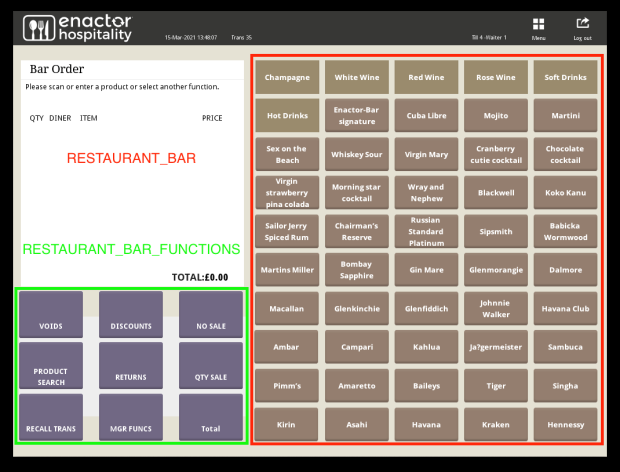 enactor
hospitality
15-Mar-2021 13:48:07 Trans 35
Till 4 -Waiter 1
Menu
Log out
Bar Order
Please scan or enter a product or select another function.
QTY DINER ITEM PRICE
RESTAURANT_BAR
RESTAURANT_BAR_FUNCTIONS
TOTAL:£0.00
VOIDS
DISCOUNTS
NO SALE
PRODUCT
SEARCH
RETURNS
QTY SALE
RECALL TRANS
MGR FUNCS
Total
Champagne
White Wine
Red Wine
Rose Wine
Soft Drinks
Hot Drinks
Enactor-Bar
signature
Cuba Libre
Mojito
Martini
Sex on the
Beach
Whiskey Sour
Virgin Mary
Cranberry
cutie cocktail
Chocolate
cocktail
Virgin
strawberry
pina colada
Morning star
cocktail
Wray and
Nephew
Blackwell
Koko Kanu
Sailor Jerry
Spiced Rum
Chairman's
Reserve
Russian
Standard
Platinum
Sipsmith
Babicka
Wormwood
Martins Miller
Bombay
Sapphire
Gin Mare
Glenmorangie
Dalmore
Macallan
Glenkinchie
Glenfiddich
Johnnie
Walker
Havana Club
Ambar
Campari
Kahlua
Ja?germeister
Sambuca
Pimm's
Amaretto
Baileys
Tiger
Singha
Kirin
Asahi
Havana
Kraken
Hennessy